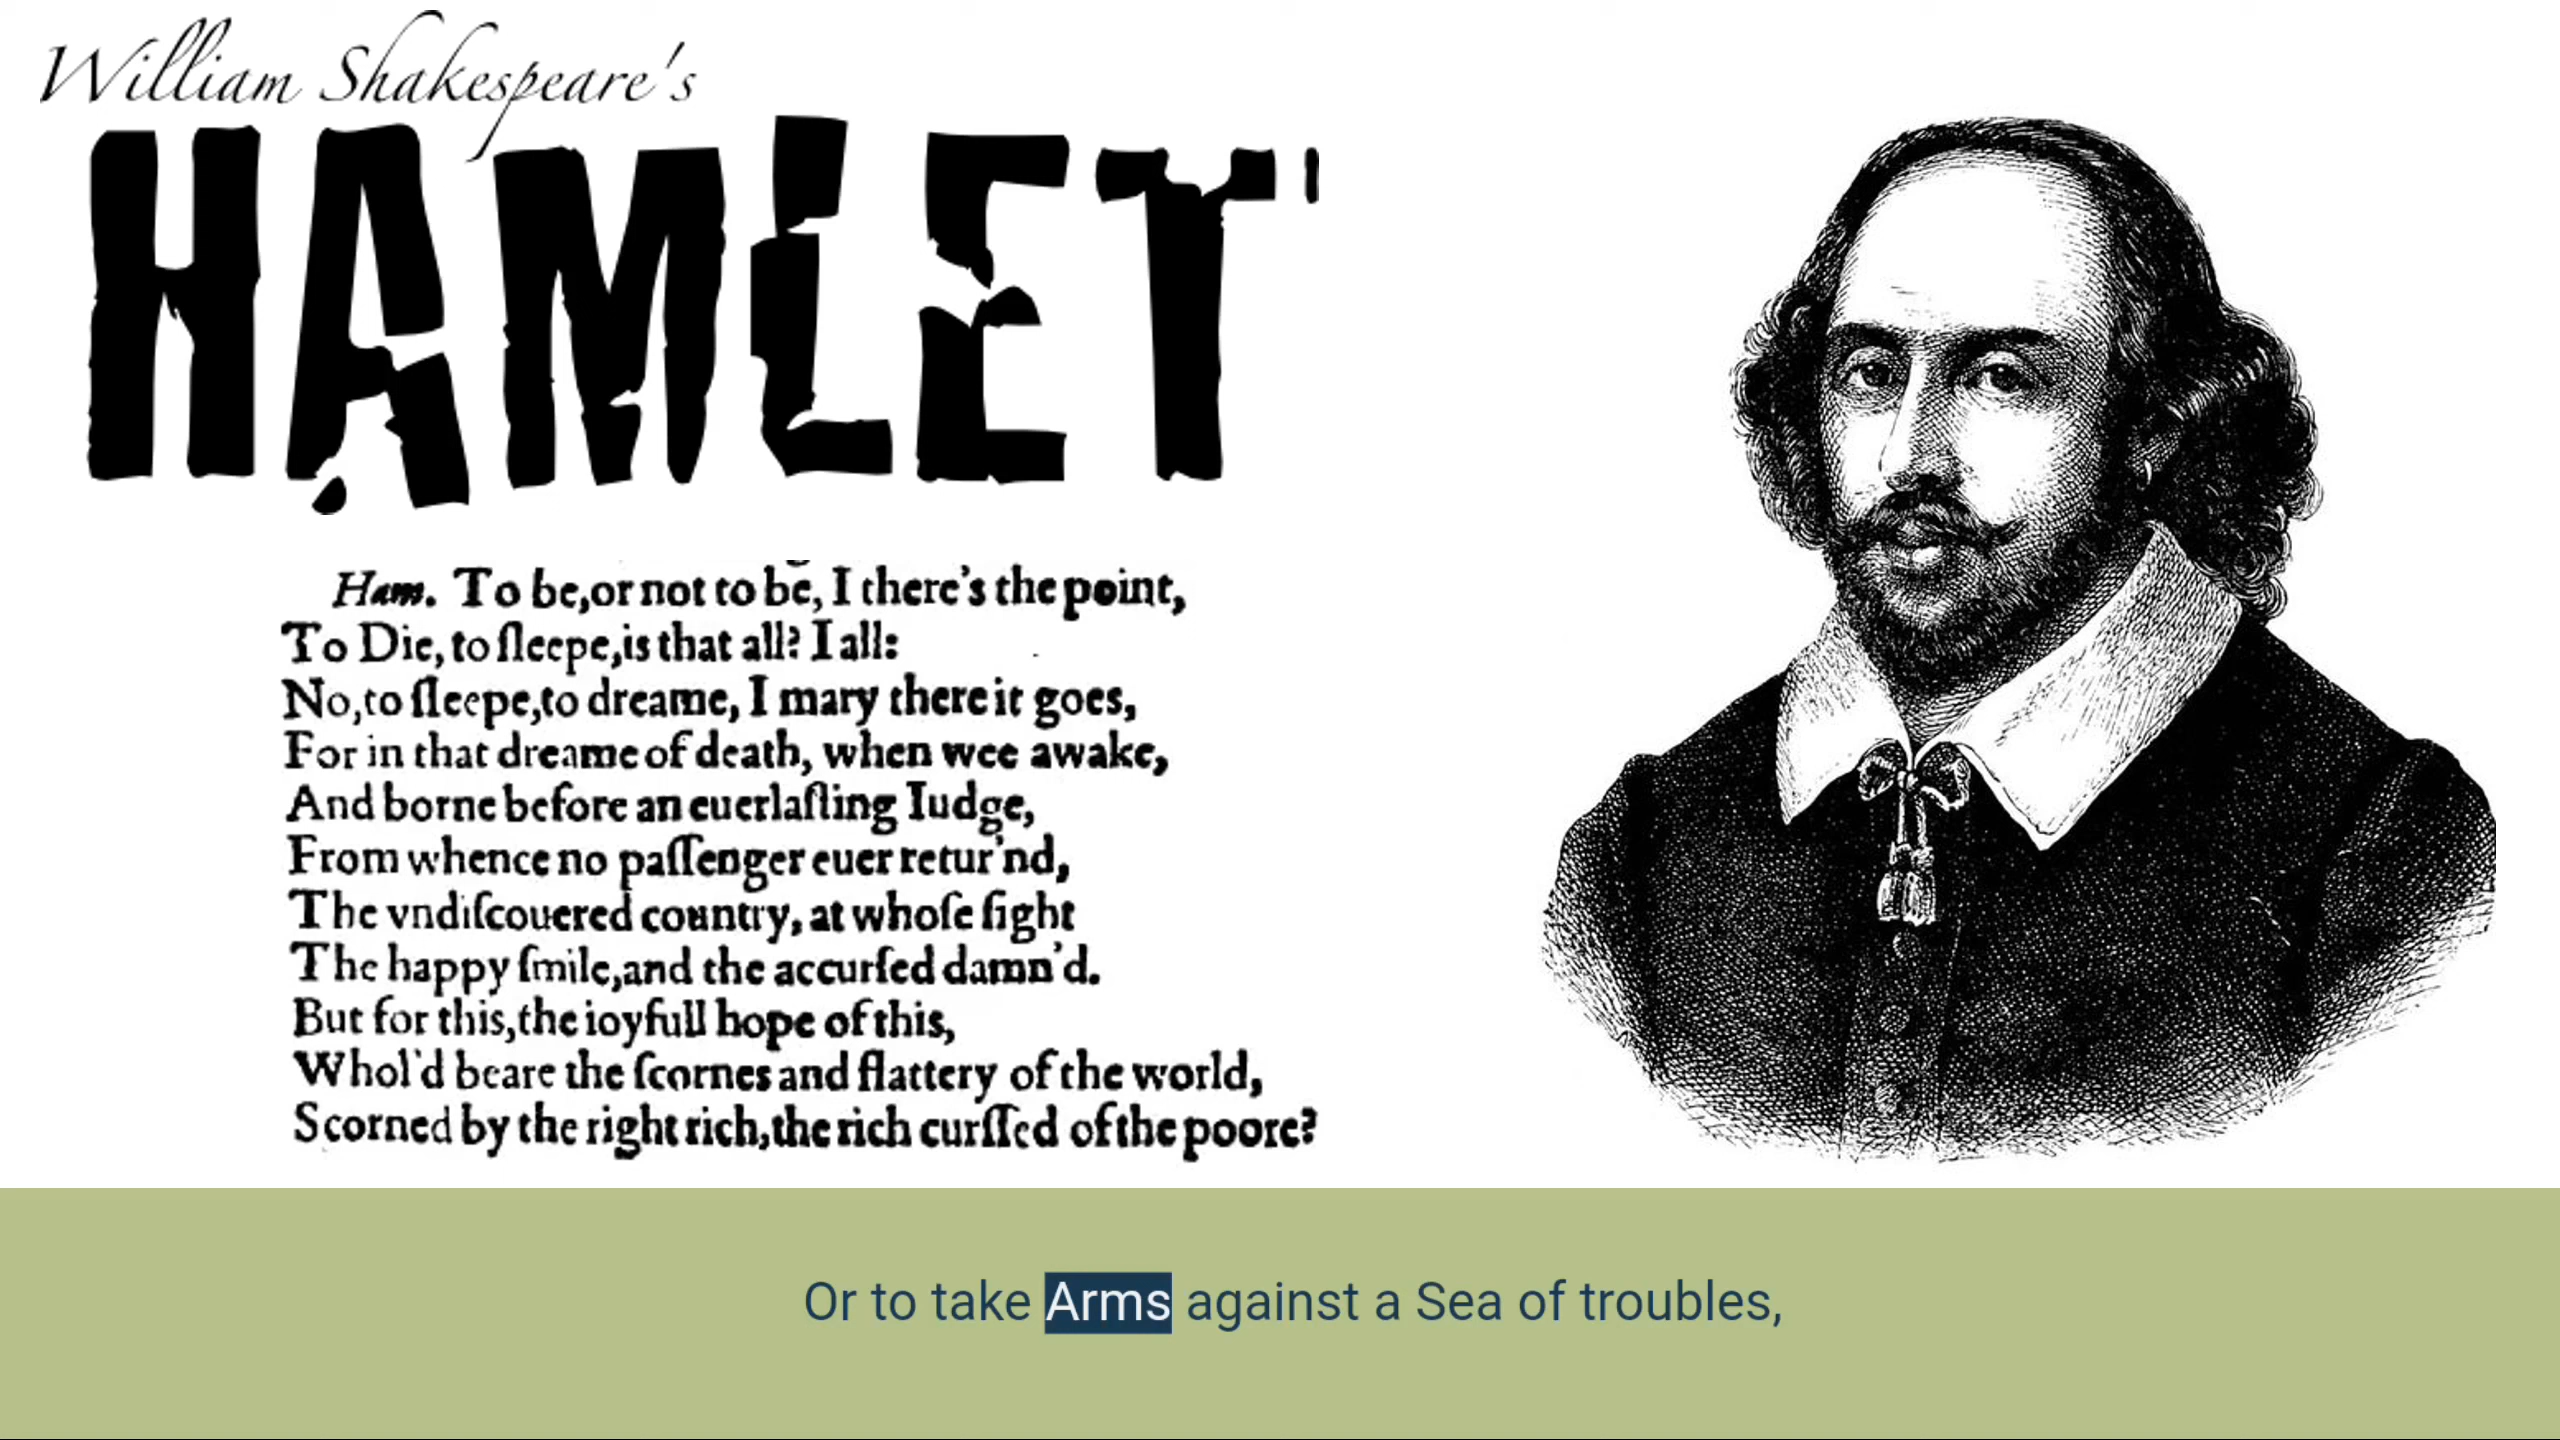 William Shakespeare's
HAMLET'
Ham. To be,or not to be, I there's the point,
To Die, to ſleepe,is that all? I all:
No,to ſleepe,to dreame, I mary there it goes,
For in that dreame of death, when wee awake,
And borne before an euerlaſting Iudge,
From whence no paſſenger euer retur'nd,
The vndiſcouered country, at whoſe ſight
The happy ſmile,and the accurſed damn'd.
But for this,the ioyfull hope of this,
Whol'd beare the ſcornes and flattery of the world,
Scorned by the right rich,the rich curſſed of the poore?
Or to take Arms against a Sea of troubles,